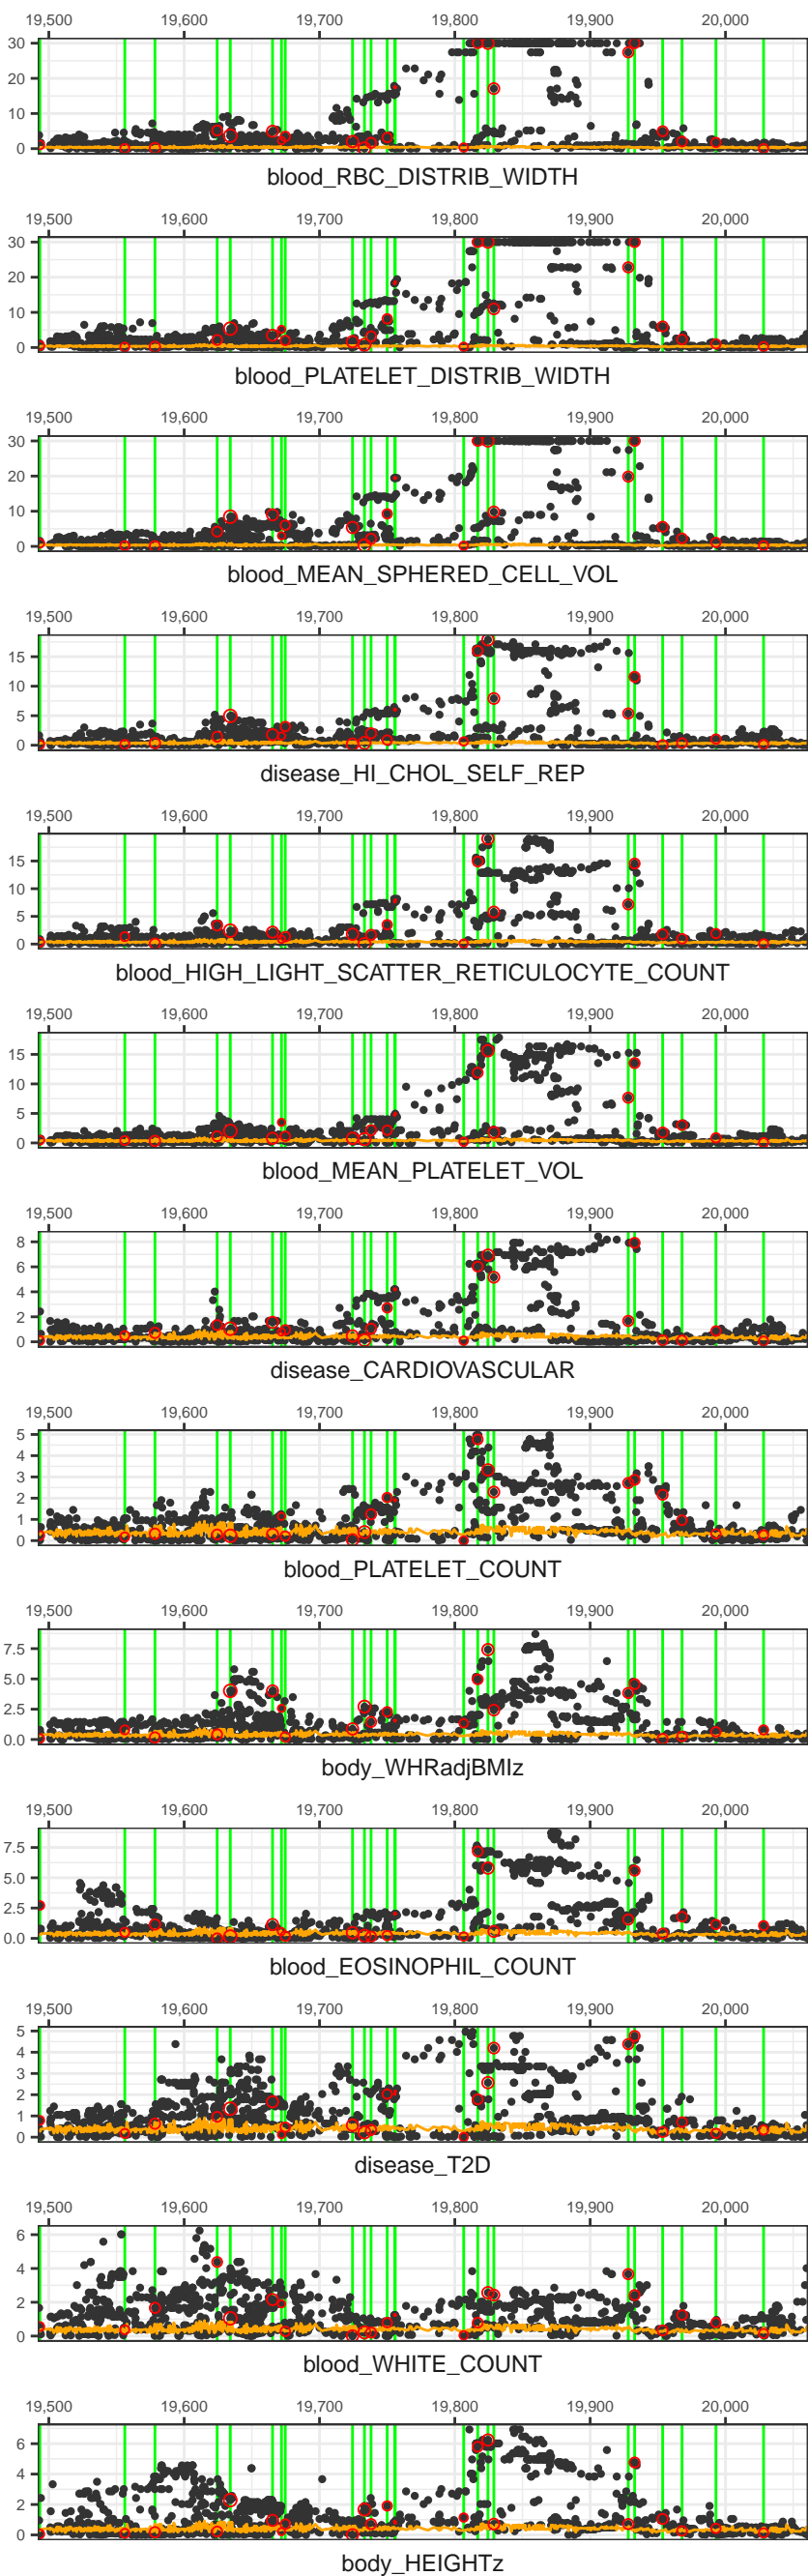 19,500 19,600 19,700 19,800 19,900 20,000
30
20
10
0
blood_RBC_DISTRIB_WIDTH
19,500 19,600 19,700 19,800 19,900 20,000
30
20
10
0
blood_PLATELET_DISTRIB_WIDTH
19,500 19,600 19,700 19,800 19,900 20,000
30
20
10
0
blood_MEAN_SPHERED_CELL_VOL
19,500 19,600 19,700 19,800 19,900 20,000
15
10
5
0
disease_HI_CHOL_SELF_REP
19,500 19,600 19,700 19,800 19,900 20,000
15
10
5
0
blood_HIGH_LIGHT_SCATTER_RETICULOCYTE_COUNT
19,500 19,600 19,700 19,800 19,900 20,000
15
10
5
0
blood_MEAN_PLATELET_VOL
19,500 19,600 19,700 19,800 19,900 20,000
8
6
4
2
0
disease_CARDIOVASCULAR
19,500 19,600 19,700 19,800 19,900 20,000
5
4
3
2
1
0
blood_PLATELET_COUNT
19,500 19,600 19,700 19,800 19,900 20,000
7.5
5.0
2.5
0.0
body_WHRadjBMIz
19,500 19,600 19,700 19,800 19,900 20,000
7.5
5.0
2.5
0.0
blood_EOSINOPHIL_COUNT
19,500 19,600 19,700 19,800 19,900 20,000
5
4
3
2
1
0
disease_T2D
19,500 19,600 19,700 19,800 19,900 20,000
6
4
2
0
blood_WHITE_COUNT
19,500 19,600 19,700 19,800 19,900 20,000
6
4
2
0
body_HEIGHTz